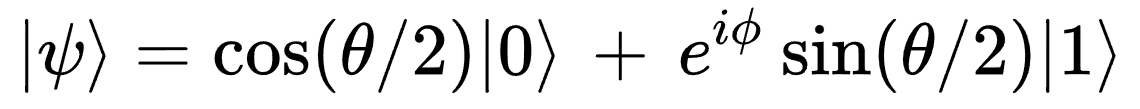 |ψ⟩ = cos(θ/2)|0⟩ + e^{iϕ} sin(θ/2)|1⟩